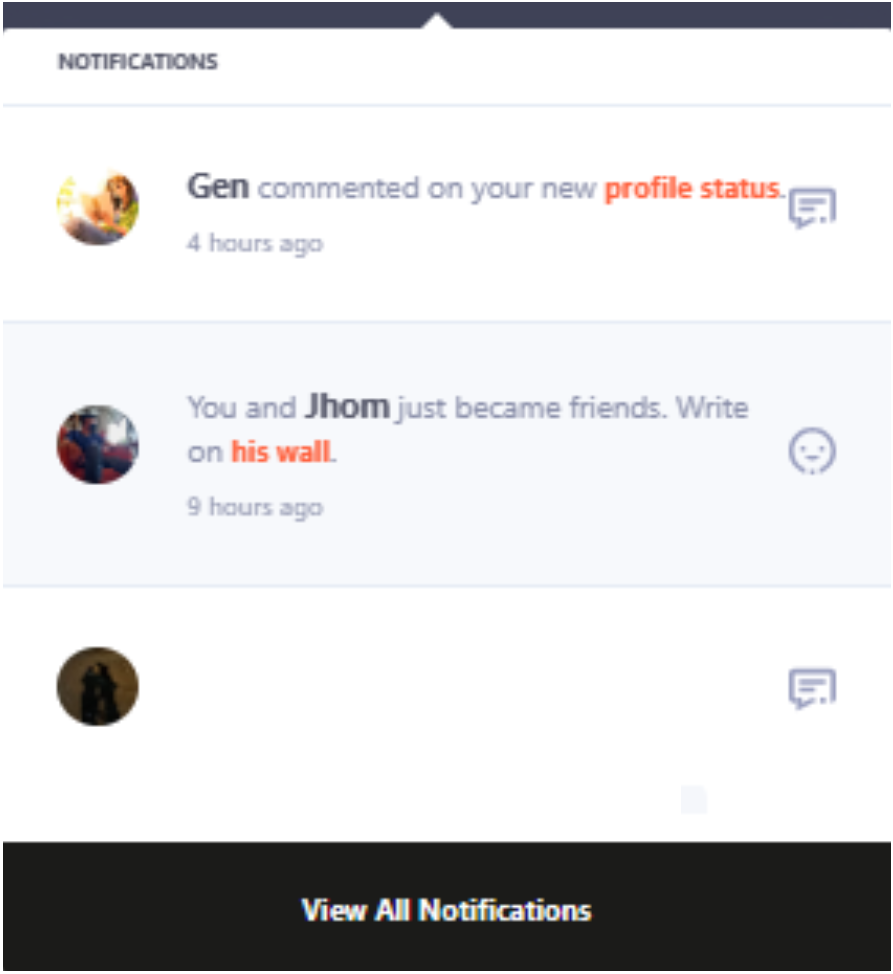 NOTIFICATIONS
Gen commented on your new profile status.
4 hours ago
You and Jhom just became friends. Write
on his wall.
9 hours ago
View All Notifications